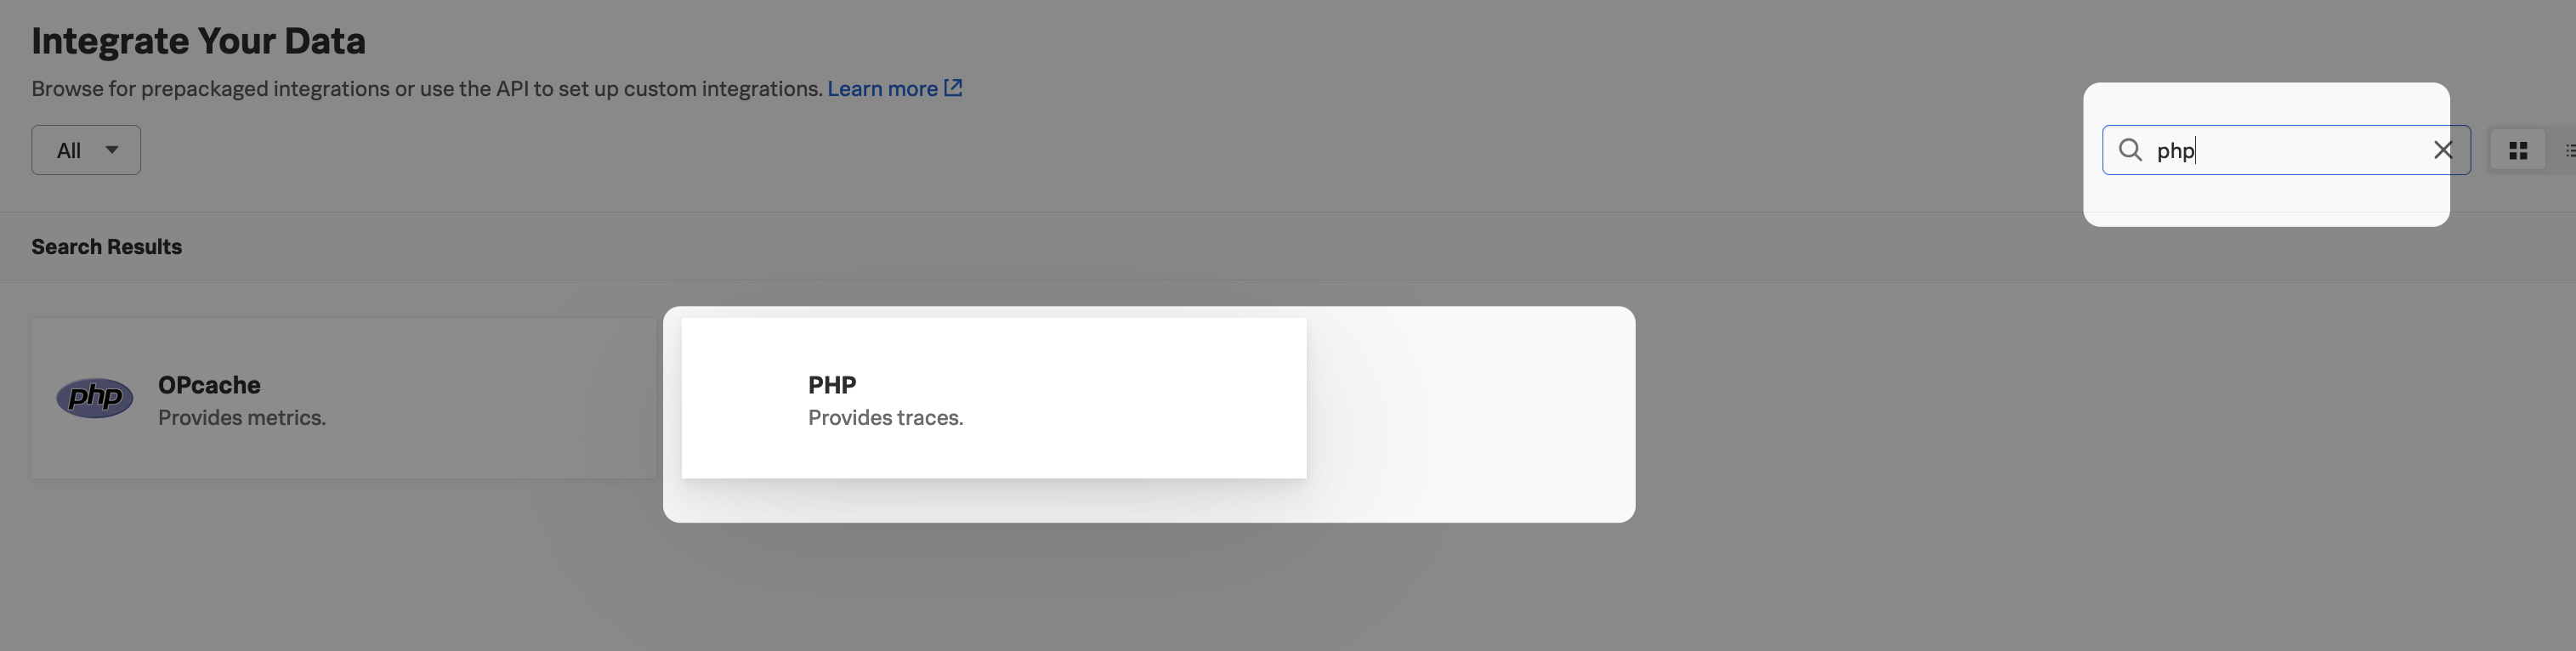 Integrate Your Data
Browse for prepackaged integrations or use the API to set up custom integrations. Learn more
All
php
Search Results
php
OPcache
Provides metrics.
PHP
Provides traces.